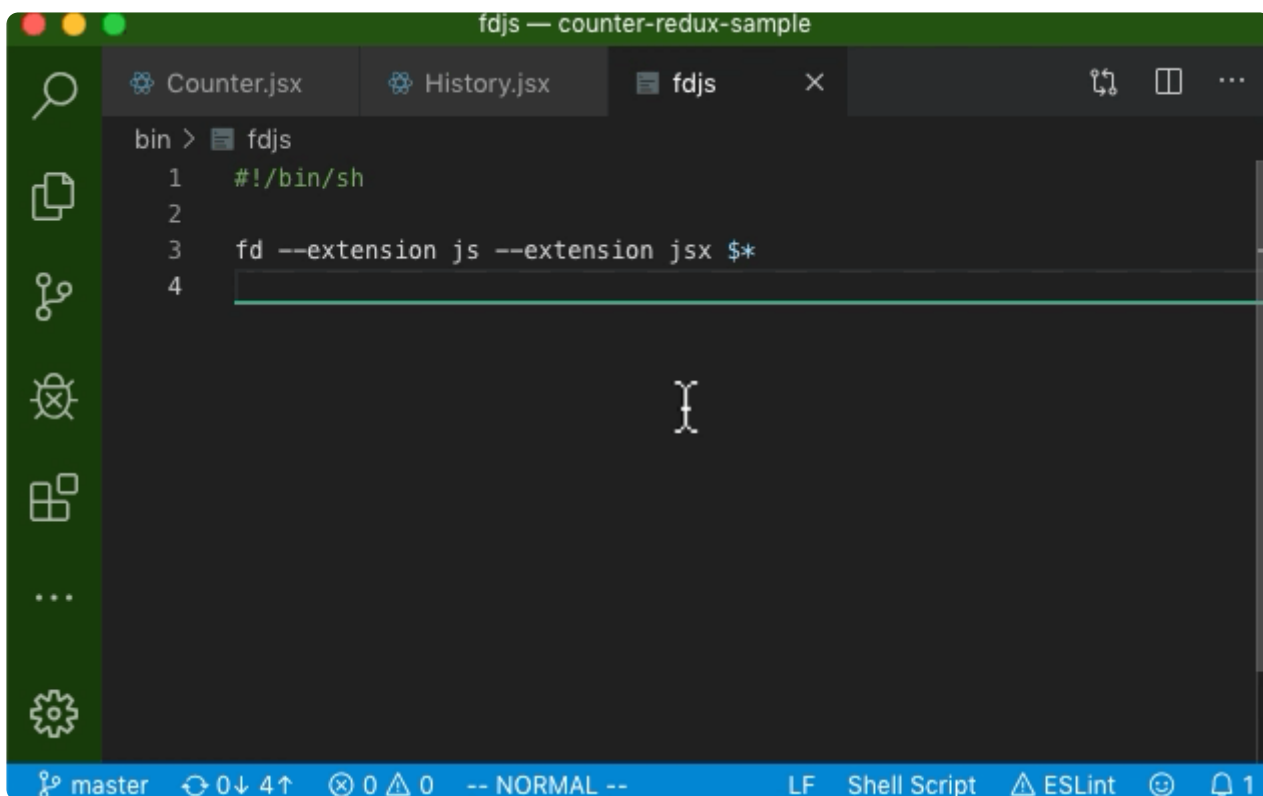 fdjs — counter-redux-sample
Counter.jsx History.jsx fdjs
bin > fdjs
1 #!/bin/sh
2
3 fd --extension js --extension jsx $*
4
master 0↓ 4↑ 0 0 -- NORMAL -- LF Shell Script ESLint 1